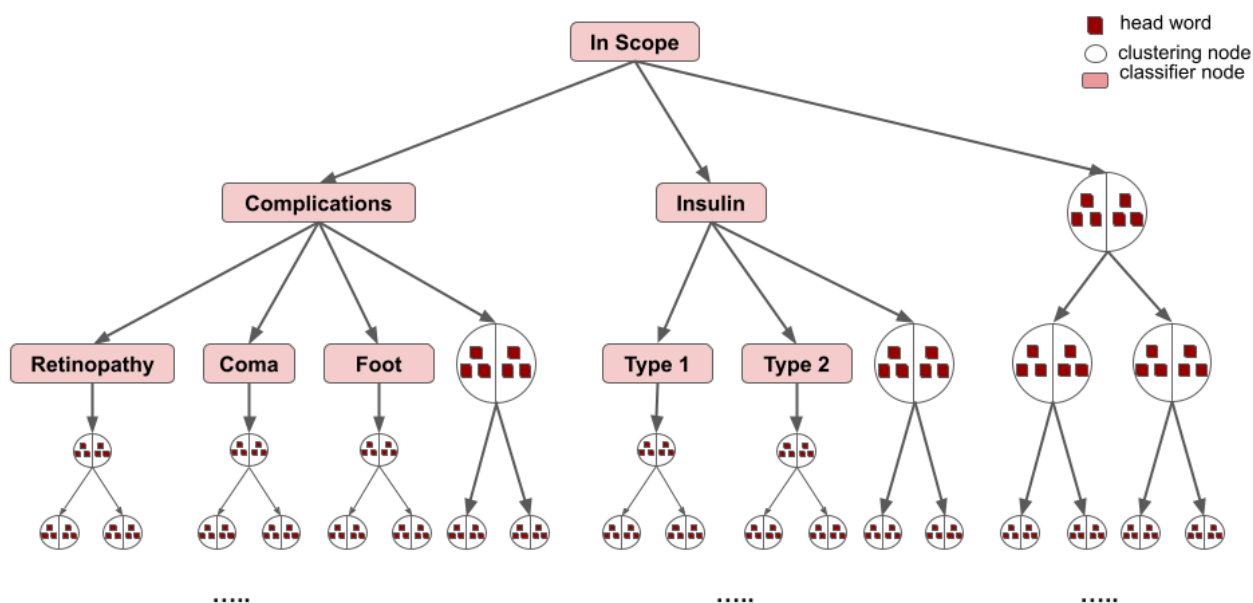 In Scope
head word
clustering node
classifier node
Complications
Insulin
Retinopathy
Coma
Foot
Type 1
Type 2
.....
.....
.....